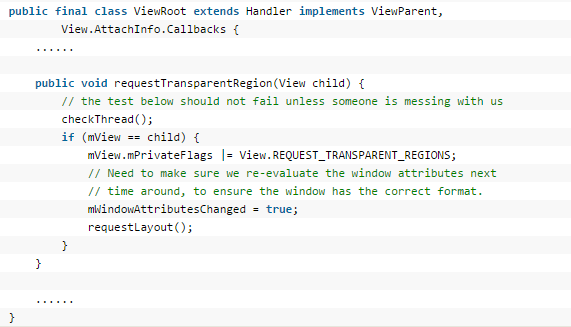 public final class ViewRoot extends Handler implements ViewParent,
        View.AttachInfo.Callbacks {
    ......

    public void requestTransparentRegion(View child) {
        // the test below should not fail unless someone is messing with us
        checkThread();
        if (mView == child) {
            mView.mPrivateFlags |= View.REQUEST_TRANSPARENT_REGIONS;
            // Need to make sure we re-evaluate the window attributes next
            // time around, to ensure the window has the correct format.
            mWindowAttributesChanged = true;
            requestLayout();
        }
    }

    ......
}